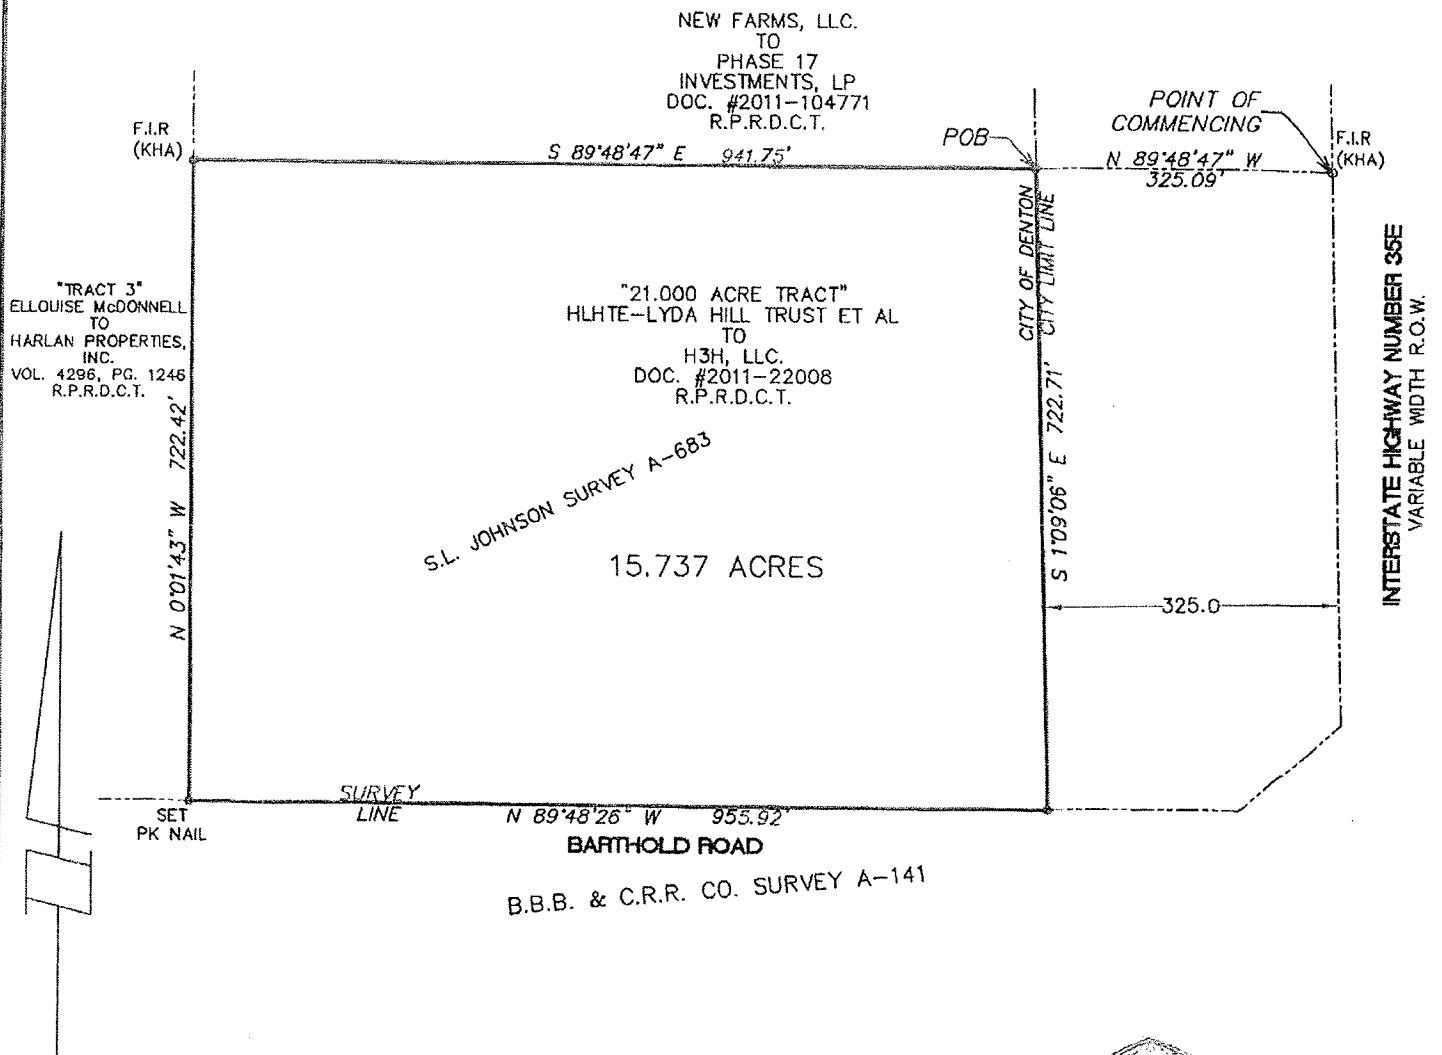 NEW FARMS, LLC.
TO
PHASE 17
INVESTMENTS, LP
DOC. #2011-104771
R.P.R.D.C.T.
POINT OF
COMMENCING
F.I.R
(KHA)
F.I.R
(KHA)
POB
S 89°48'47" E 941.75'
N 89°48'47" W
325.09'
CITY OF DENTON
CITY LIMIT LINE
"TRACT 3"
ELLOUISE McDONNELL
TO
HARLAN PROPERTIES,
INC.
VOL. 4296, PG. 1246
R.P.R.D.C.T.
"21.000 ACRE TRACT"
HLHTE-LYDA HILL TRUST ET AL
TO
H3H, LLC.
DOC. #2011-22008
R.P.R.D.C.T.
INTERSTATE HIGHWAY NUMBER 35E
VARIABLE WIDTH R.O.W.
N 0°01'43" W 722.42'
S.L. JOHNSON SURVEY A-683
S 1°09'06" E 722.71'
15.737 ACRES
325.0
SURVEY
LINE
SET
PK NAIL
N 89°48'26" W 955.92'
BARTHOLD ROAD
B.B.B. & C.R.R. CO. SURVEY A-141